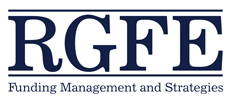 RGFE
Funding Management and Strategies